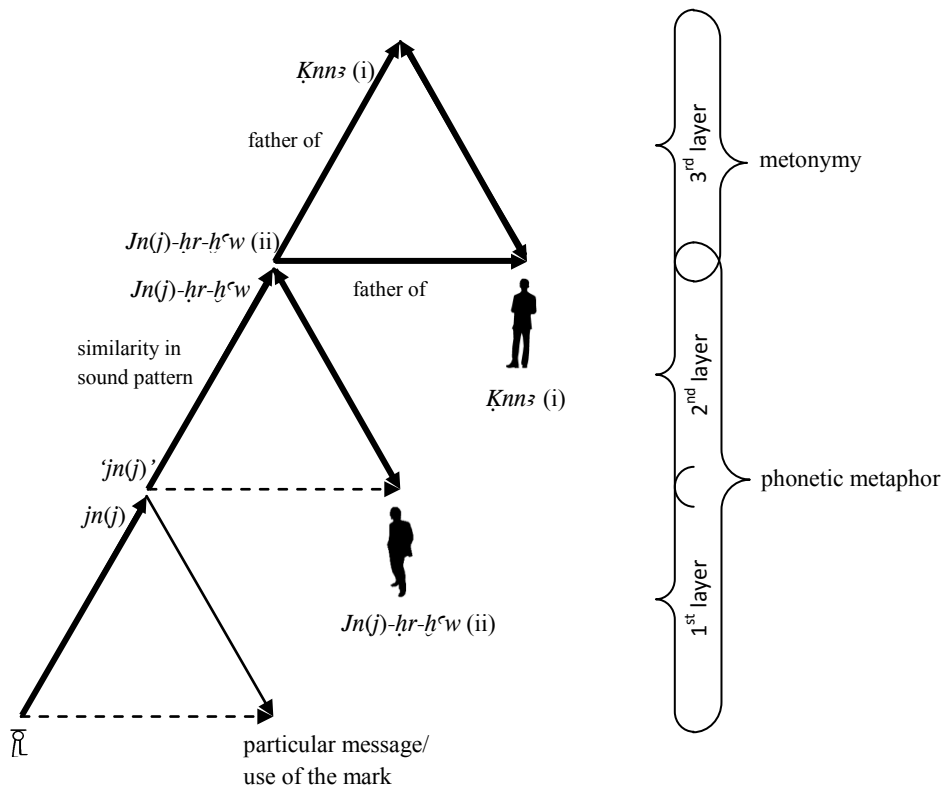 Ḳnnꜣ (i)
father of
Jn(j)-ḥr-ḫꜥw (ii)
Jn(j)-ḥr-ḫꜥw
father of
similarity in
sound pattern
Ḳnnꜣ (i)
‘jn(j)’
jn(j)
Jn(j)-ḥr-ḫꜥw (ii)
particular message/
use of the mark
3rd layer
metonymy
2nd layer
phonetic metaphor
1st layer